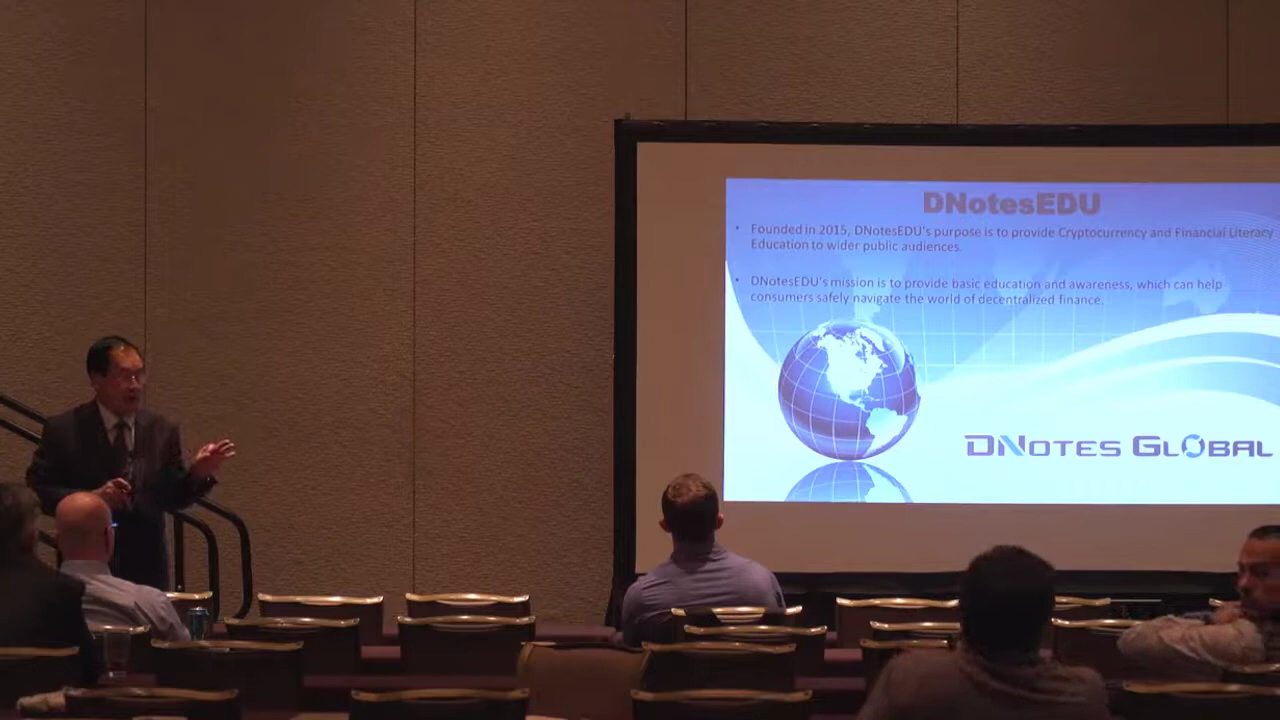 DNotesEDU
• Founded in 2015, DNotesEDU's purpose is to provide Cryptocurrency and Financial Literacy
Education to wider public audiences.
• DNotesEDU's mission is to provide basic education and awareness, which can help
consumers safely navigate the world of decentralized finance.
DNOTES GLOBAL